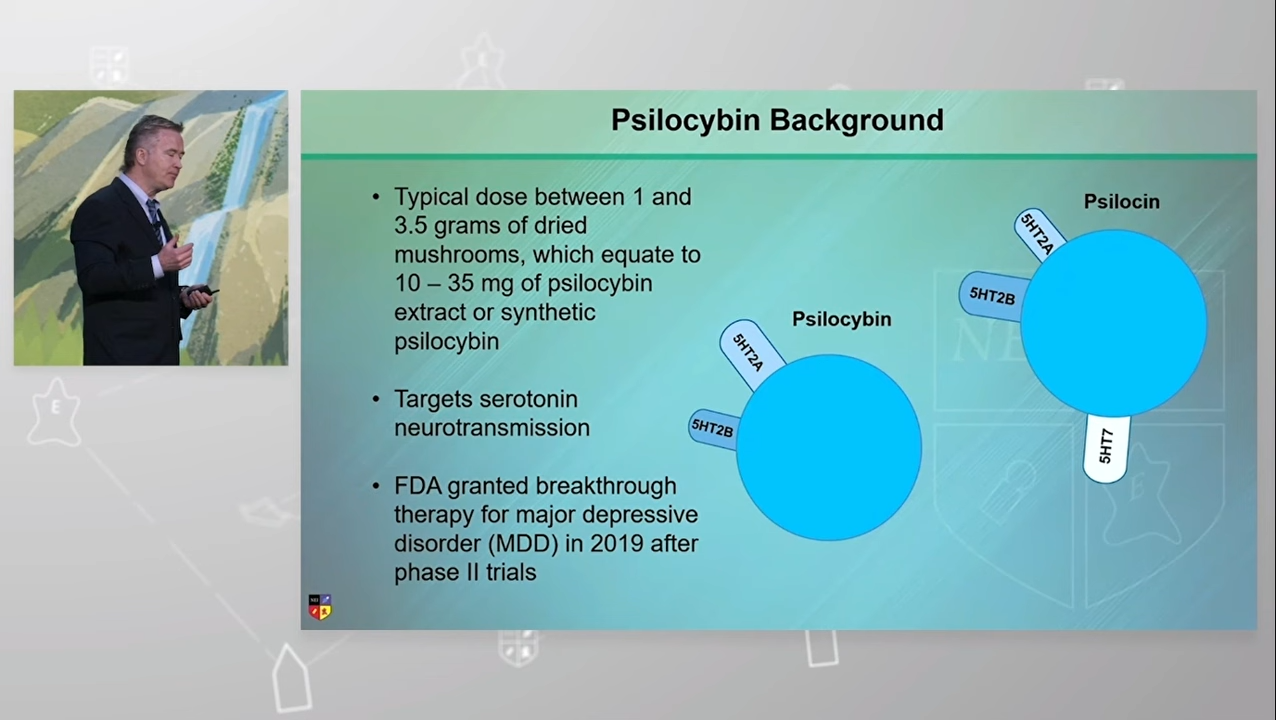 Psilocybin Background
• Typical dose between 1 and
3.5 grams of dried
mushrooms, which equate to
10 – 35 mg of psilocybin
extract or synthetic
psilocybin
• Targets serotonin
neurotransmission
• FDA granted breakthrough
therapy for major depressive
disorder (MDD) in 2019 after
phase II trials
Psilocybin
5HT2A
5HT2B
Psilocin
5HT2A
5HT2B
5HT7
NEI
E
E